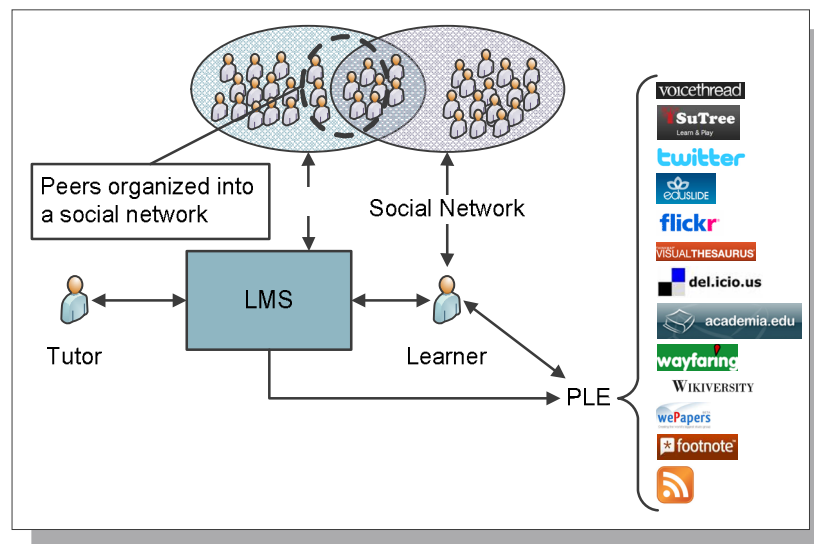 Peers organized into
a social network
Social Network
LMS
Tutor
Learner
PLE
voicethread
SuTree
Learn & Play
twitter
eduslide
flickr
VISUALTHESAURUS
del.icio.us
academia.edu
wayfaring
WIKIVERSITY
wePapers
footnote